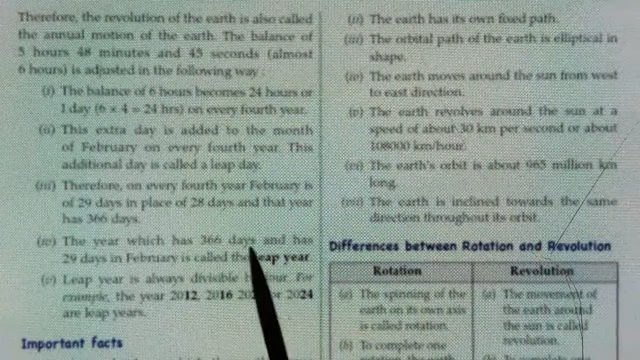 Therefore, the revolution of the earth is also called
the annual motion of the earth. The balance of
5 hours 48 minutes and 45 seconds (almost
6 hours) is adjusted in the following way :
(i) The balance of 6 hours becomes 24 hours or
1 day (6 × 4 = 24 hrs) on every fourth year.
(ii) This extra day is added to the month
of February on every fourth year. This
additional day is called a leap day.
(iii) Therefore, on every fourth year February is
of 29 days in place of 28 days and that year
has 366 days.
(iv) The year which has 366 days and has
29 days in February is called the leap year.
(v) Leap year is always divisible four. For
example, the year 2012, 2016 or 2024
are leap years.
Important facts
(ii) The earth has its own fixed path.
(iii) The orbital path of the earth is elliptical in
shape.
(iv) The earth moves around the sun from west
to east direction.
(v) The earth revolves around the sun at a
speed of about 30 km per second or about
108000 km/hour.
(vi) The earth's orbit is about 965 million km
long.
(vii) The earth is inclined towards the same
direction throughout its orbit.
Differences between Rotation and Revolution
Rotation
Revolution
(a) The spinning of the
earth on its own axis
is called rotation.
(a) The movement of
the earth around
the sun is called
revolution.
(b) To complete one